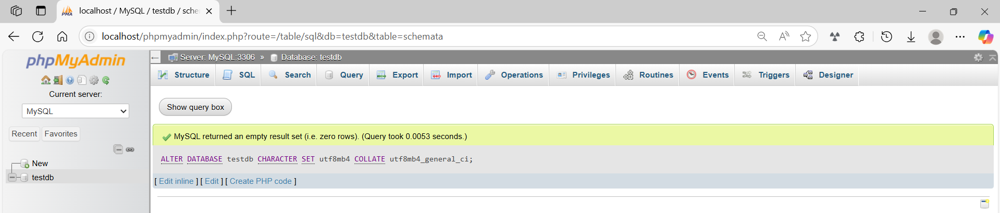 PMA
localhost / MySQL / testdb / sche
localhost/phpmyadmin/index.php?route=/table/sql&db=testdb&table=schemata
phpMyAdmin
Current server:
MySQL
Recent Favorites
New
testdb
Server: MySQL:3306 » Database: testdb
Structure SQL Search Query Export Import Operations Privileges Routines Events Triggers Designer
Show query box
MySQL returned an empty result set (i.e. zero rows). (Query took 0.0053 seconds.)
ALTER DATABASE testdb CHARACTER SET utf8mb4 COLLATE utf8mb4_general_ci;
[ Edit inline ] [ Edit ] [ Create PHP code ]